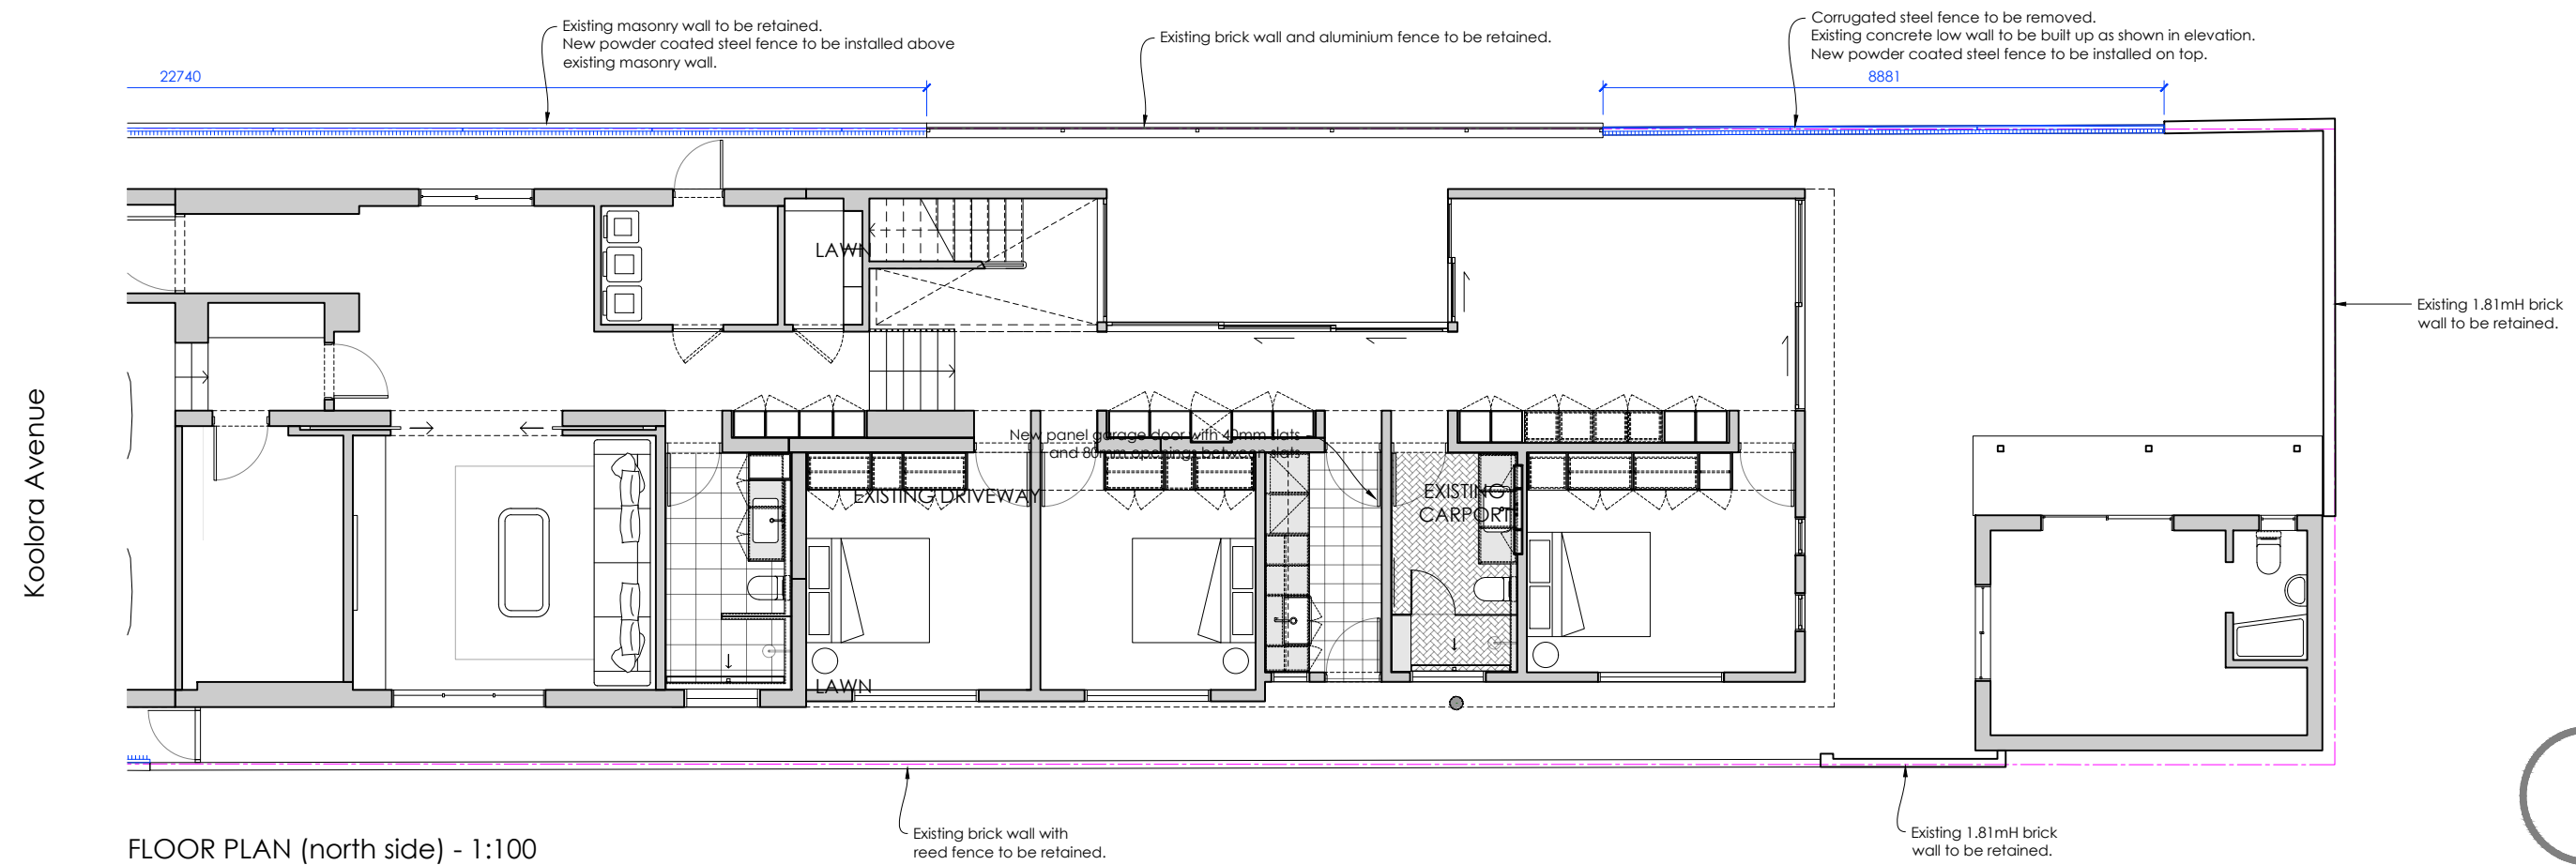 Existing masonry wall to be retained.
New powder coated steel fence to be installed above
existing masonry wall.
Existing brick wall and aluminium fence to be retained.
Corrugated steel fence to be removed.
Existing concrete low wall to be built up as shown in elevation.
New powder coated steel fence to be installed on top.
22740
8881
LAWN
Existing 1.81mH brick
wall to be retained.
Koolora Avenue
New panel garage door with 40mm slats
and 80mm openings between slats
EXISTING DRIVEWAY
EXISTING
CARPORT
LAWN
Existing brick wall with
reed fence to be retained.
Existing 1.81mH brick
wall to be retained.
FLOOR PLAN (north side) - 1:100